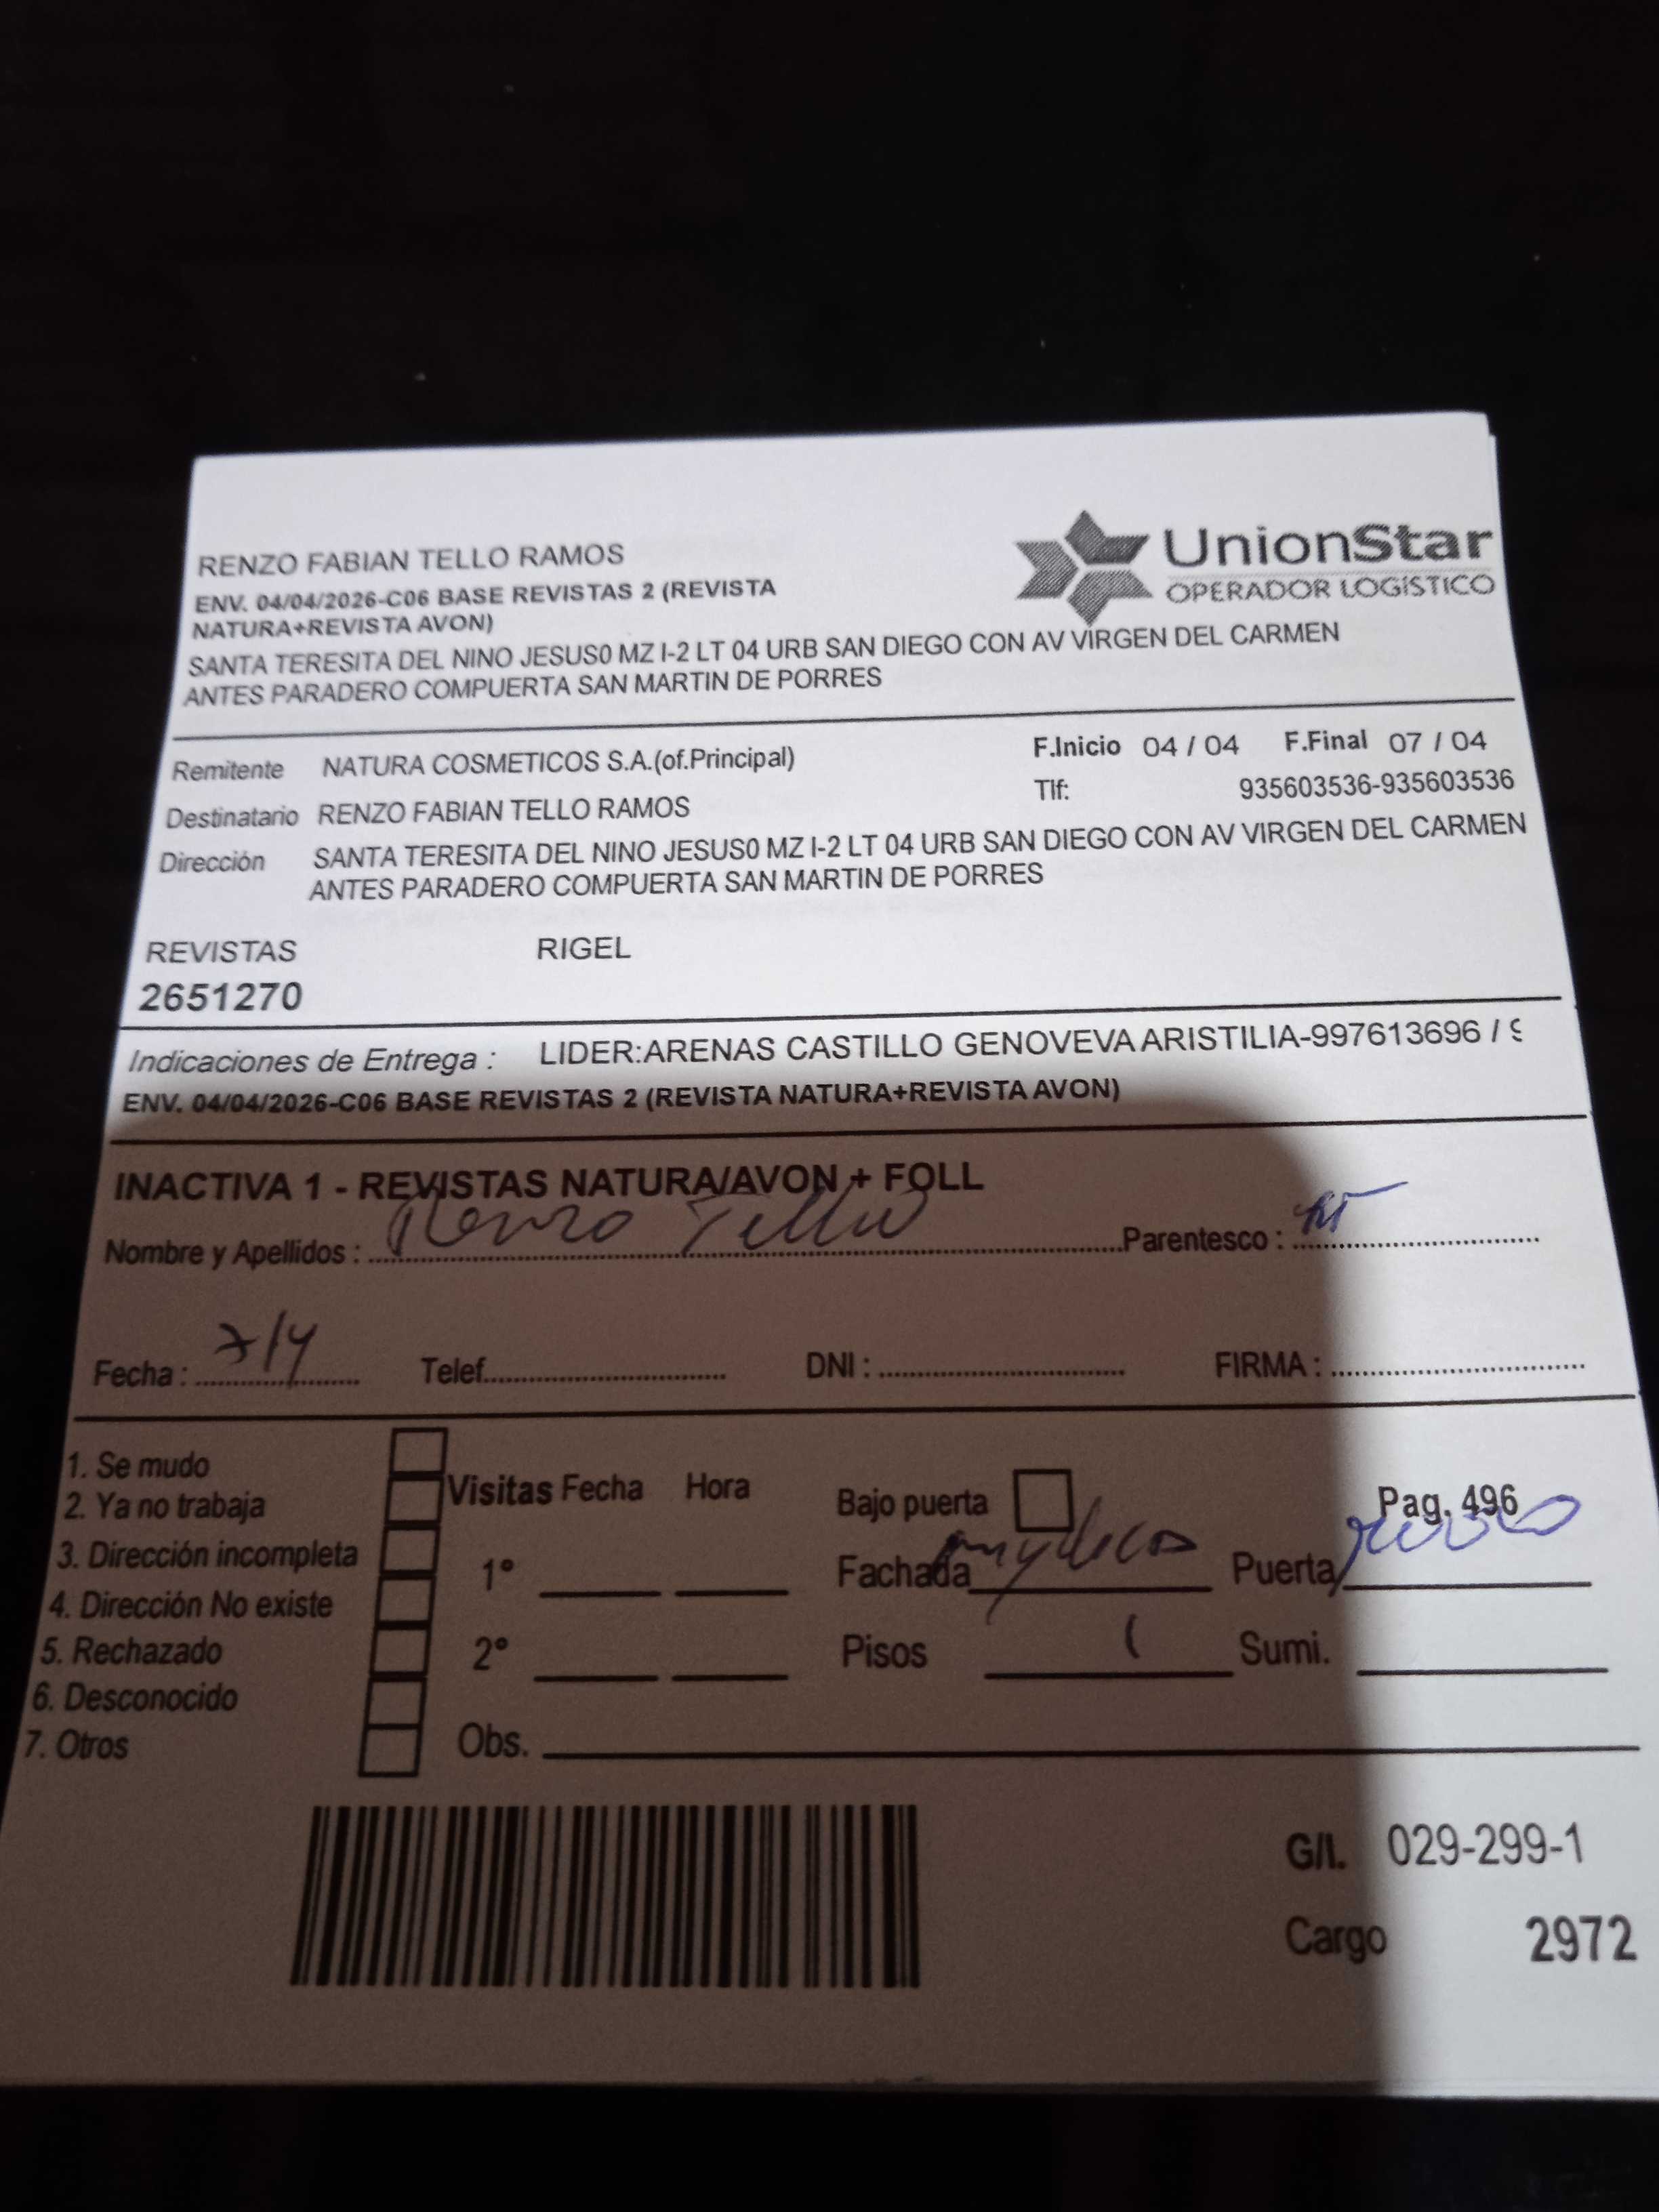 RENZO FABIAN TELLO RAMOS
ENV. 04/04/2026-C06 BASE REVISTAS 2 (REVISTA
NATURA+REVISTA AVON)
SANTA TERESITA DEL NINO JESUS0 MZ I-2 LT 04 URB SAN DIEGO CON AV VIRGEN DEL CARMEN
ANTES PARADERO COMPUERTA SAN MARTIN DE PORRES
UnionStar
OPERADOR LOGÍSTICO
Remitente NATURA COSMETICOS S.A.(of.Principal)
F.Inicio 04 / 04 F.Final 07 / 04
Tlf: 935603536-935603536
Destinatario RENZO FABIAN TELLO RAMOS
Dirección SANTA TERESITA DEL NINO JESUS0 MZ I-2 LT 04 URB SAN DIEGO CON AV VIRGEN DEL CARMEN
ANTES PARADERO COMPUERTA SAN MARTIN DE PORRES
REVISTAS RIGEL
2651270
Indicaciones de Entrega : LIDER:ARENAS CASTILLO GENOVEVA ARISTILIA-997613696 /
ENV. 04/04/2026-C06 BASE REVISTAS 2 (REVISTA NATURA+REVISTA AVON)
INACTIVA 1 - REVISTAS NATURA/AVON + FOLL
Nombre y Apellidos : Renzo Tello Parentesco :
Fecha : 7/4 Telef. DNI : FIRMA :
1. Se mudo
2. Ya no trabaja
3. Dirección incompleta
4. Dirección No existe
5. Rechazado
6. Desconocido
7. Otros
Visitas Fecha Hora
1°
2°
Obs.
Bajo puerta Pag. 496
Fachada Puerta
Pisos 1 Sumi.
G/I. 029-299-1
Cargo 2972